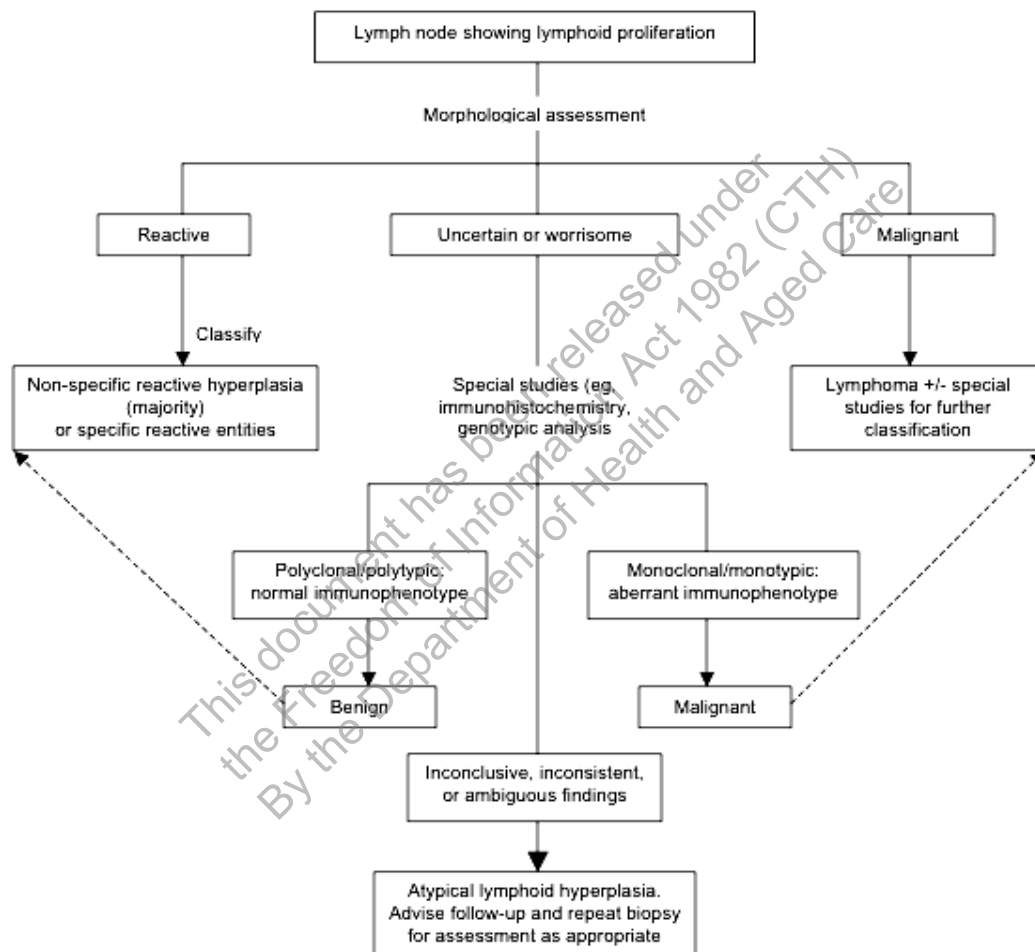 Lymph node showing lymphoid proliferation
Morphological assessment
Reactive
Uncertain or worrisome
Malignant
Classify
Non-specific reactive hyperplasia
(majority)
or specific reactive entities
Special studies (eg,
immunohistochemistry,
genotypic analysis
Lymphoma +/- special
studies for further
classification
Polyclonal/polytypic:
normal immunophenotype
Monoclonal/monotypic:
aberrant immunophenotype
Benign
Malignant
Inconclusive, inconsistent,
or ambiguous findings
Atypical lymphoid hyperplasia.
Advise follow-up and repeat biopsy
for assessment as appropriate
This document has been released under
the Freedom of Information Act 1982 (CTH)
By the Department of Health and Aged Care